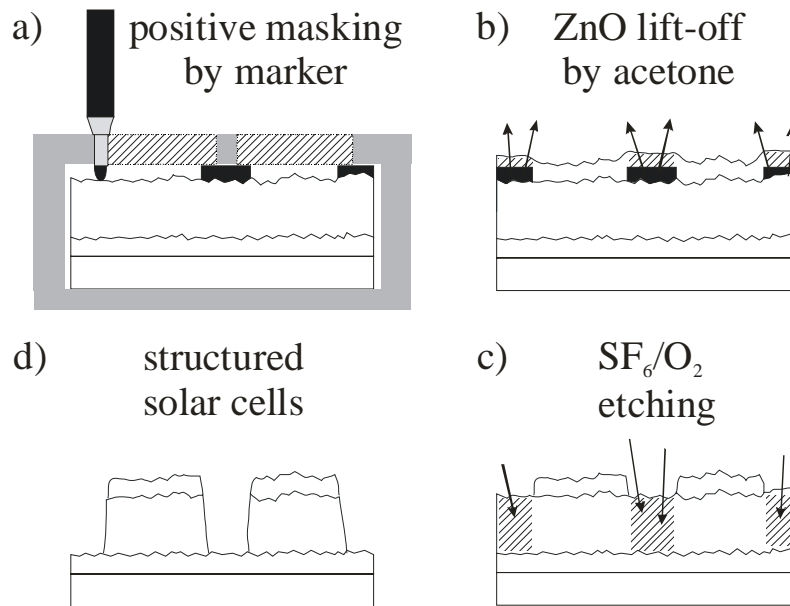 a) positive masking
by marker
b) ZnO lift-off
by acetone
d) structured
solar cells
c) SF₆/O₂
etching